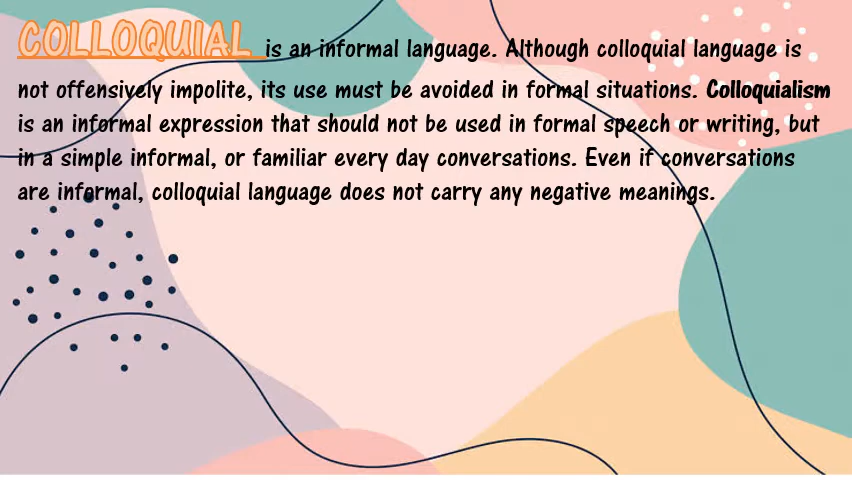 COLLOQUIAL is an informal language. Although colloquial language is
not offensively impolite, its use must be avoided in formal situations. Colloquialism
is an informal expression that should not be used in formal speech or writing, but
in a simple informal, or familiar every day conversations. Even if conversations
are informal, colloquial language does not carry any negative meanings.